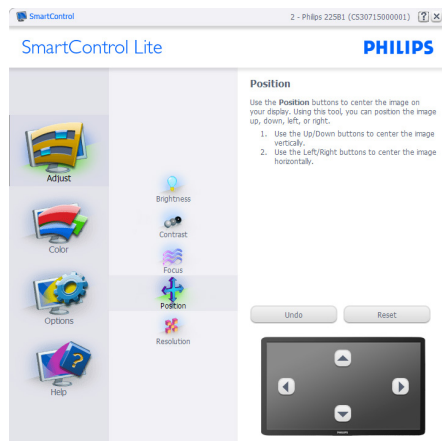 SmartControl
2 - Philips 225B1 (CS30715000001)
SmartControl Lite
PHILIPS
Adjust
Color
Options
Help
Brightness
Contrast
Focus
Position
Resolution
Position
Use the Position buttons to center the image on
your display. Using this tool, you can position the image
up, down, left, or right.
1. Use the Up/Down buttons to center the image
vertically.
2. Use the Left/Right buttons to center the image
horizontally.
Undo
Reset
PHILIPS